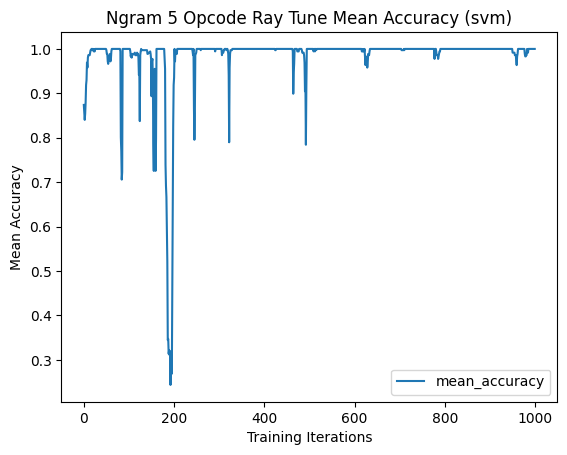 Ngram 5 Opcode Ray Tune Mean Accuracy (svm)
1.0
0.9
0.8
0.7
0.6
0.5
0.4
0.3
Mean Accuracy
mean_accuracy
0 200 400 600 800 1000
Training Iterations